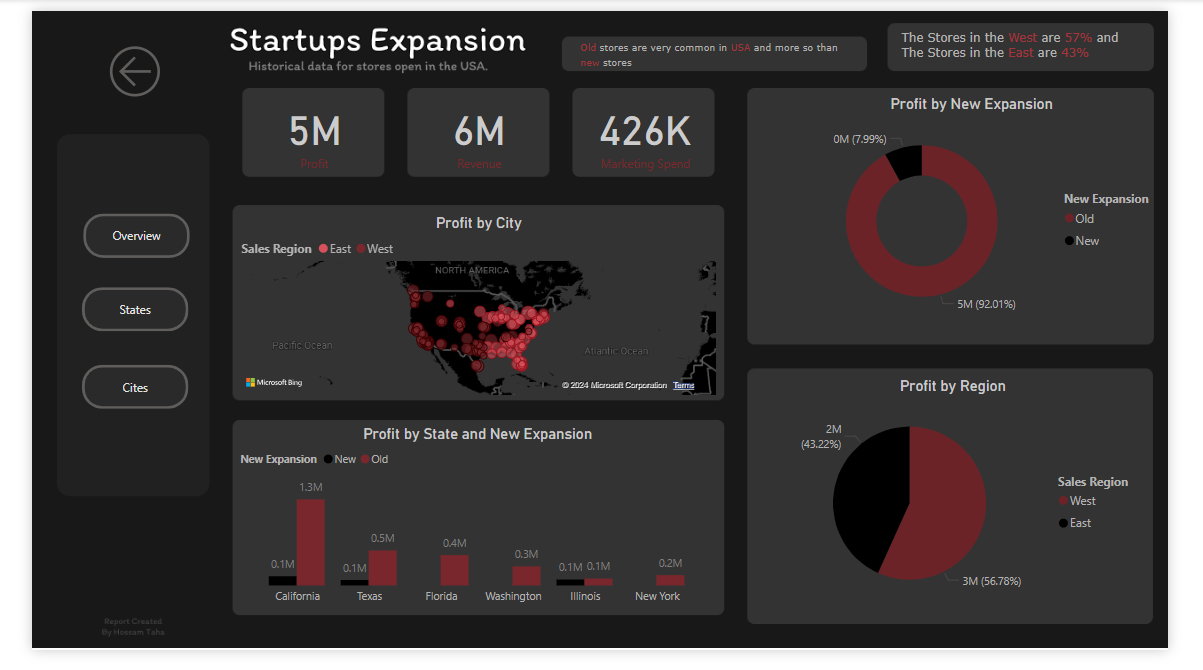 Startups Expansion
Historical data for stores open in the USA.
Old stores are very common in USA and more so than
new stores
The Stores in the West are 57% and
The Stores in the East are 43%
5M
Profit
6M
Revenue
426K
Marketing Spend
Overview
States
Cites
Profit by City
Sales Region East West
NORTH AMERICA
Pacific Ocean
Atlantic Ocean
Microsoft Bing
© 2024 Microsoft Corporation Terms
Profit by New Expansion
0M (7.99%)
5M (92.01%)
New Expansion
Old
New
Profit by State and New Expansion
New Expansion New Old
1.3M
0.1M
0.5M
0.1M
0.4M
0.3M
0.1M 0.1M
0.2M
California Texas Florida Washington Illinois New York
Profit by Region
2M
(43.22%)
3M (56.78%)
Sales Region
West
East
Report Created
By Hossam Taha